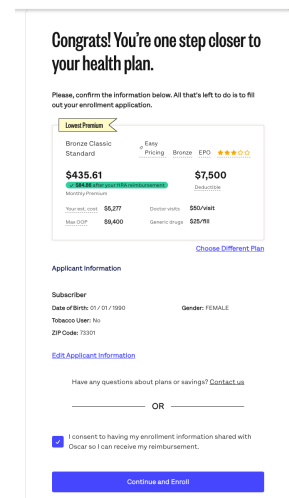 Congrats! You're one step closer to
your health plan.
Please, confirm the information below. All that's left to do is to fill
out your enrollment application.
Lowest Premium
Bronze Classic
Standard
Easy
Pricing
Bronze
EPO
$435.61
$7,500
✓ $84.86 after your HRA reimbursement
Deductible
Monthly Premium
Your est. cost $5,277 Doctor visits $50/visit
Max OOP $9,400 Generic drugs $25/fill
Choose Different Plan
Applicant Information
Subscriber
Date of Birth: 01 / 01 / 1990 Gender: FEMALE
Tobacco User: No
ZIP Code: 73301
Edit Applicant Information
Have any questions about plans or savings? Contact us
OR
I consent to having my enrollment information shared with
Oscar so I can receive my reimbursement.
Continue and Enroll